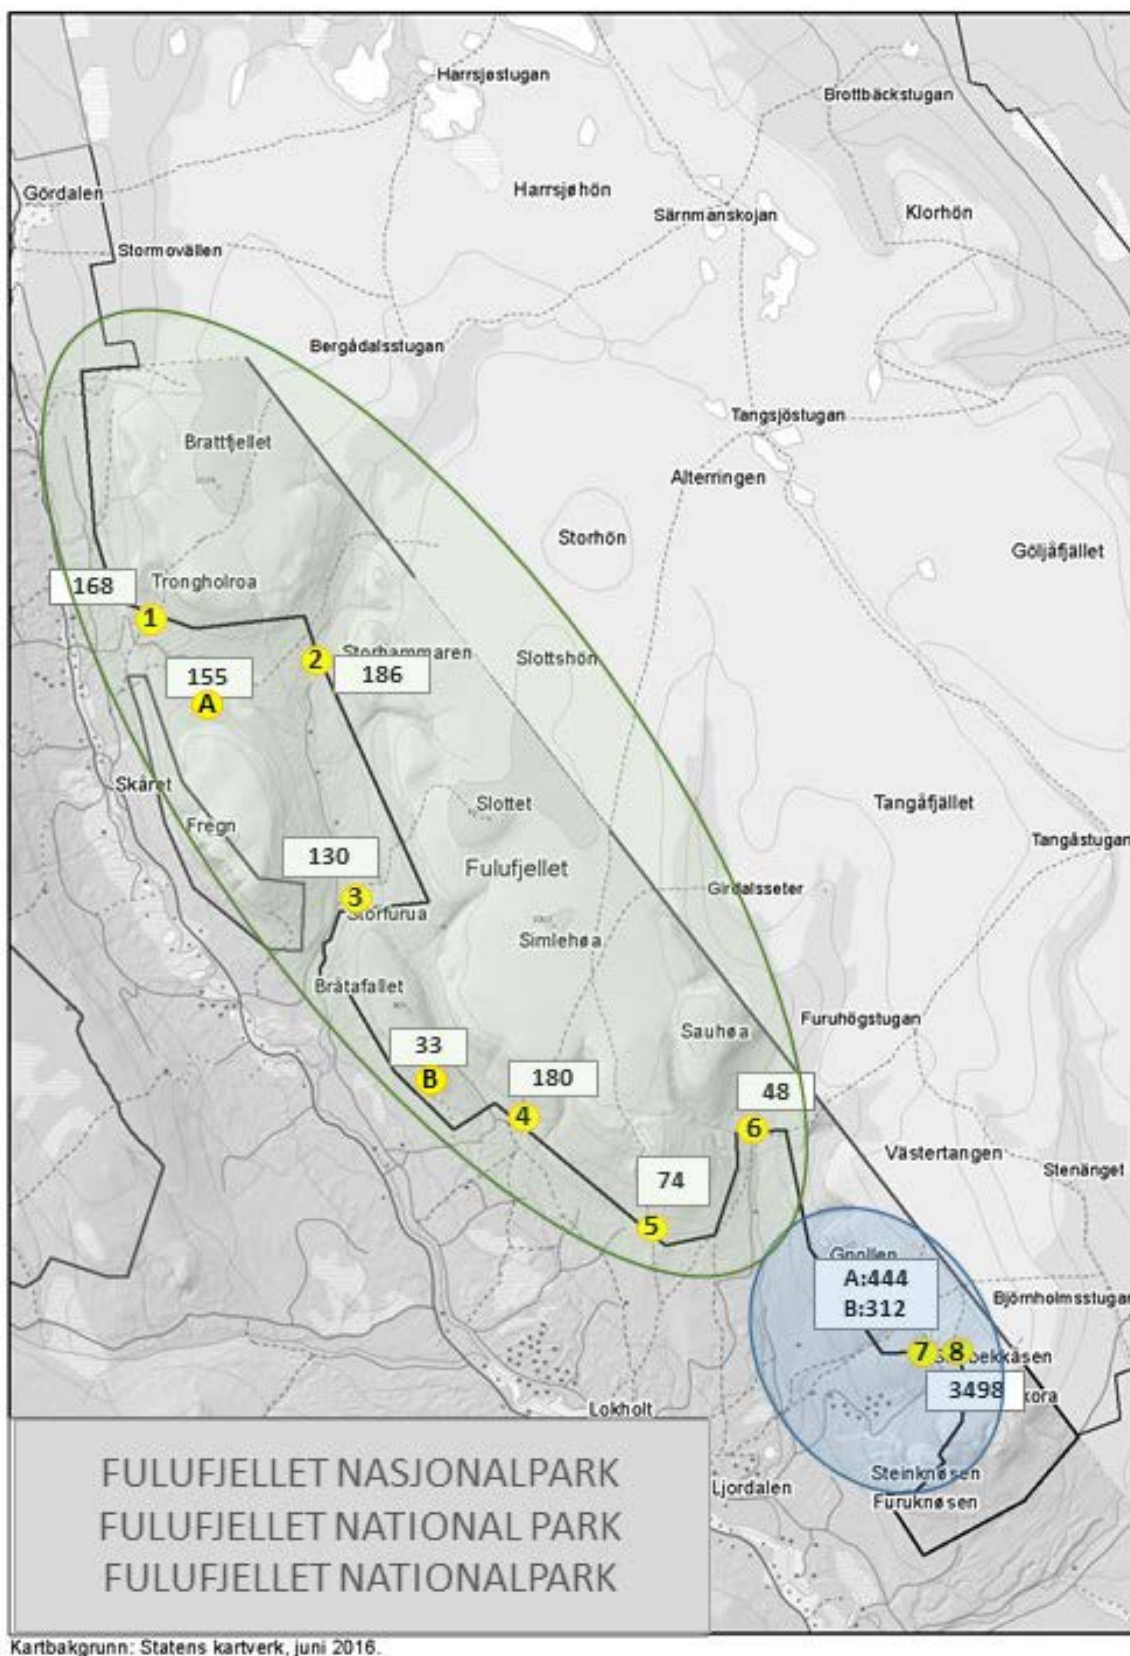 Harrsjøstugan
Brottbäckstugan
Gördalen
Harrsjøhön
Klorhön
Särnmanskojan
Stormovällen
Bergådalsstugan
Tangsjöstugan
Brattfjellet
Alterringen
Storhön
Göljåfjället
168
Trongholroa
1
Storhammaren
2
Slottshön
155
186
A
Skåret
Slottet
Tangåfjället
Fregn
Tangåstugan
130
Fulufjellet
Girdalsseter
3
Storfurua
Simlehøa
Bråtafallet
Sauhøa
Furuhögstugan
33
B
180
48
4
6
Västertangen
Stenänget
74
5
Gnollen
A:444
B:312
Björnholmsstugan
7
8
3498
Lokholt
Steinknøsen
Ljordalen
Furuknøsen
FULUFJELLET NASJONALPARK
FULUFJELLET NATIONAL PARK
FULUFJELLET NATIONALPARK
Kartbakgrunn: Statens kartverk, juni 2016.